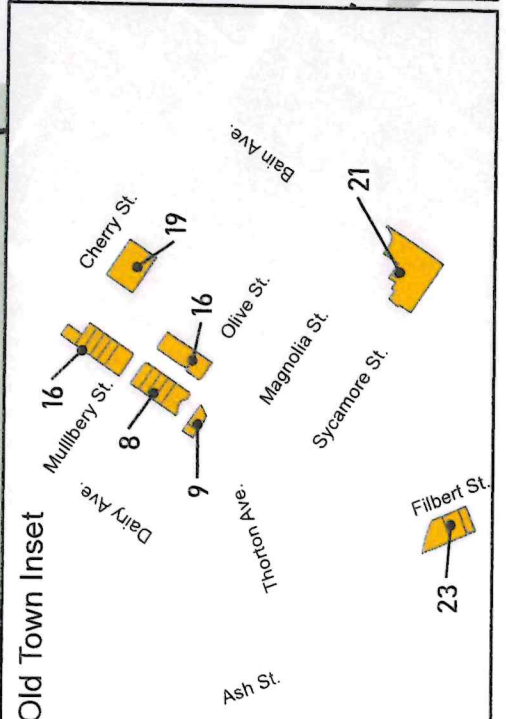 Old Town Inset
Bain Ave.
Cherry St.
21
19
16
Olive St.
16
Mulllbery St.
Magnolia St.
8
Sycamore St.
9
Dairy Ave.
Thorton Ave.
Filbert St.
23
Ash St.